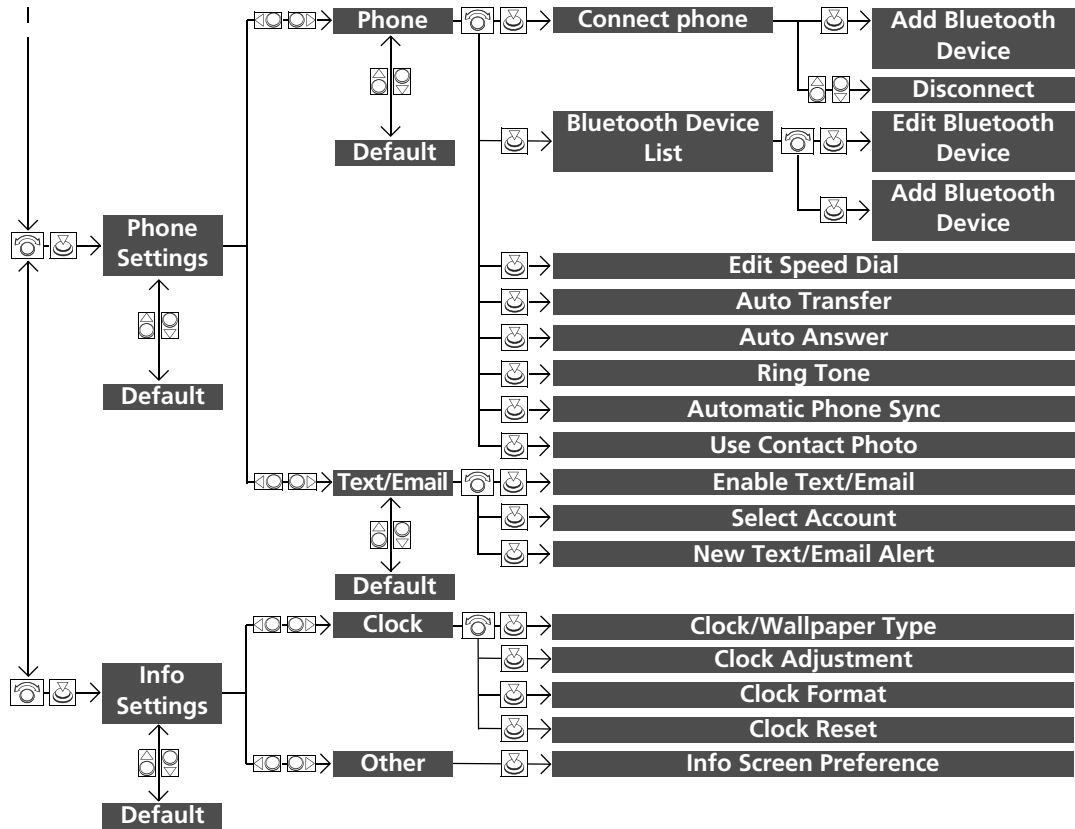 Phone
Connect phone
Add Bluetooth
Device
Disconnect
Default
Bluetooth Device
List
Edit Bluetooth
Device
Add Bluetooth
Device
Phone
Settings
Default
Edit Speed Dial
Auto Transfer
Auto Answer
Ring Tone
Automatic Phone Sync
Use Contact Photo
Text/Email
Enable Text/Email
Select Account
New Text/Email Alert
Default
Info
Settings
Default
Clock
Clock/Wallpaper Type
Clock Adjustment
Clock Format
Clock Reset
Other
Info Screen Preference